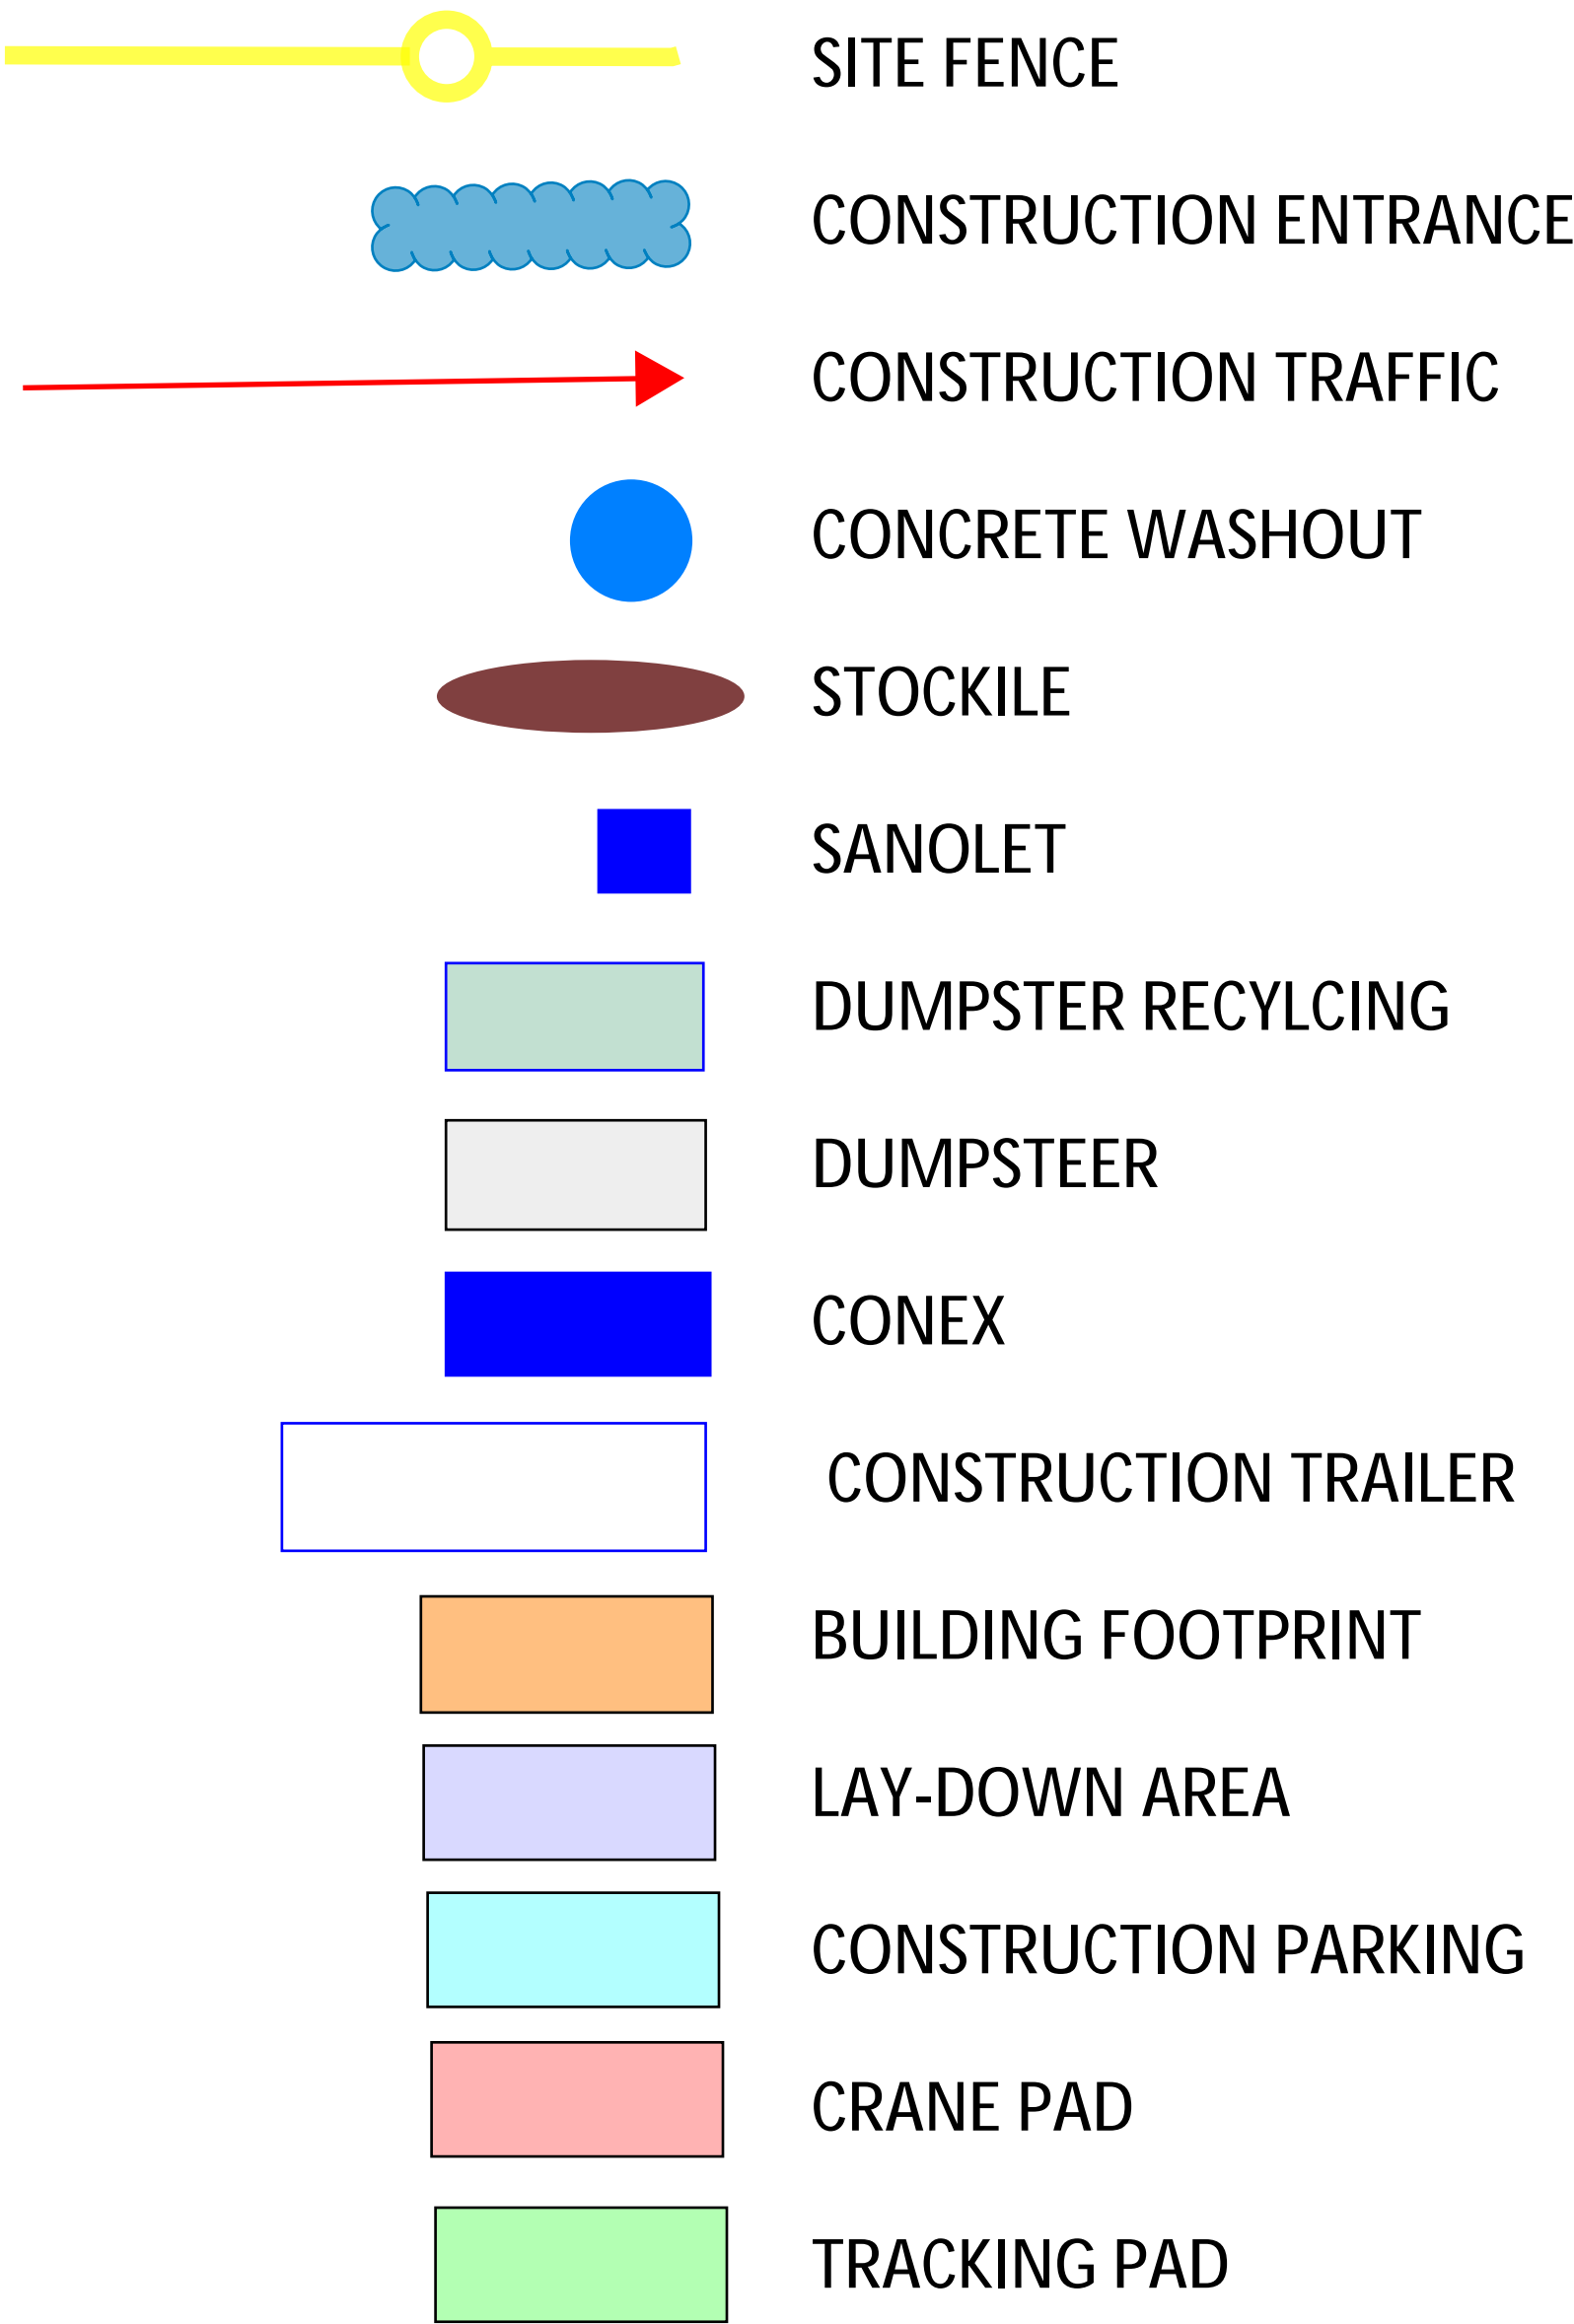 SITE FENCE
CONSTRUCTION ENTRANCE
CONSTRUCTION TRAFFIC
CONCRETE WASHOUT
STOCKILE
SANOLET
DUMPSTER RECYLCING
DUMPSTEER
CONEX
CONSTRUCTION TRAILER
BUILDING FOOTPRINT
LAY-DOWN AREA
CONSTRUCTION PARKING
CRANE PAD
TRACKING PAD